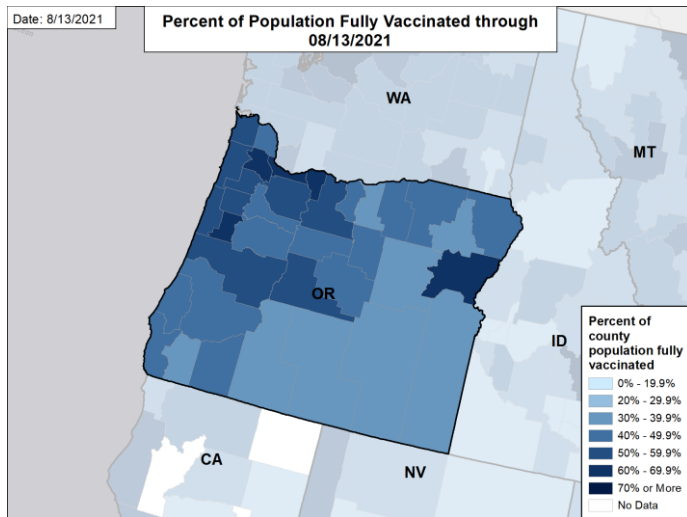 Date: 8/13/2021
Percent of Population Fully Vaccinated through
08/13/2021
WA
MT
OR
ID
CA
NV
Percent of
county
population fully
vaccinated
0% - 19.9%
20% - 29.9%
30% - 39.9%
40% - 49.9%
50% - 59.9%
60% - 69.9%
70% or More
No Data